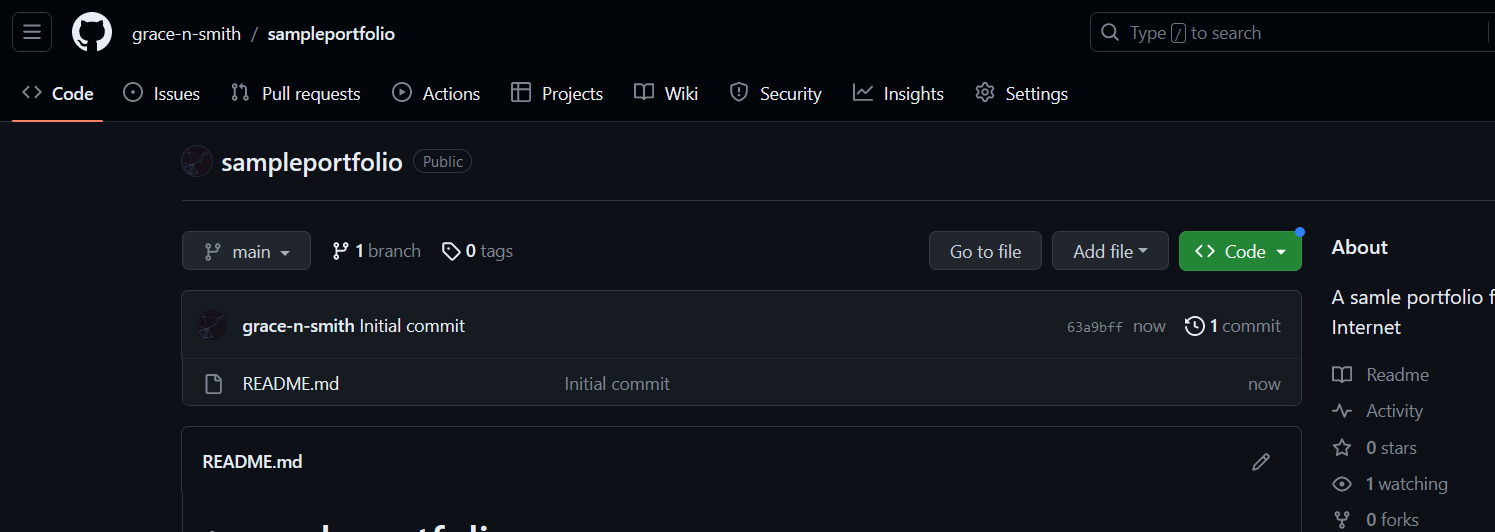 grace-n-smith / sampleportfolio
Type / to search
Code Issues Pull requests Actions Projects Wiki Security Insights Settings
sampleportfolio Public
main 1 branch 0 tags Go to file Add file Code
About
A samle portfolio
Internet
grace-n-smith Initial commit 63a9bff now 1 commit
README.md Initial commit now
Readme
Activity
0 stars
1 watching
0 forks
README.md